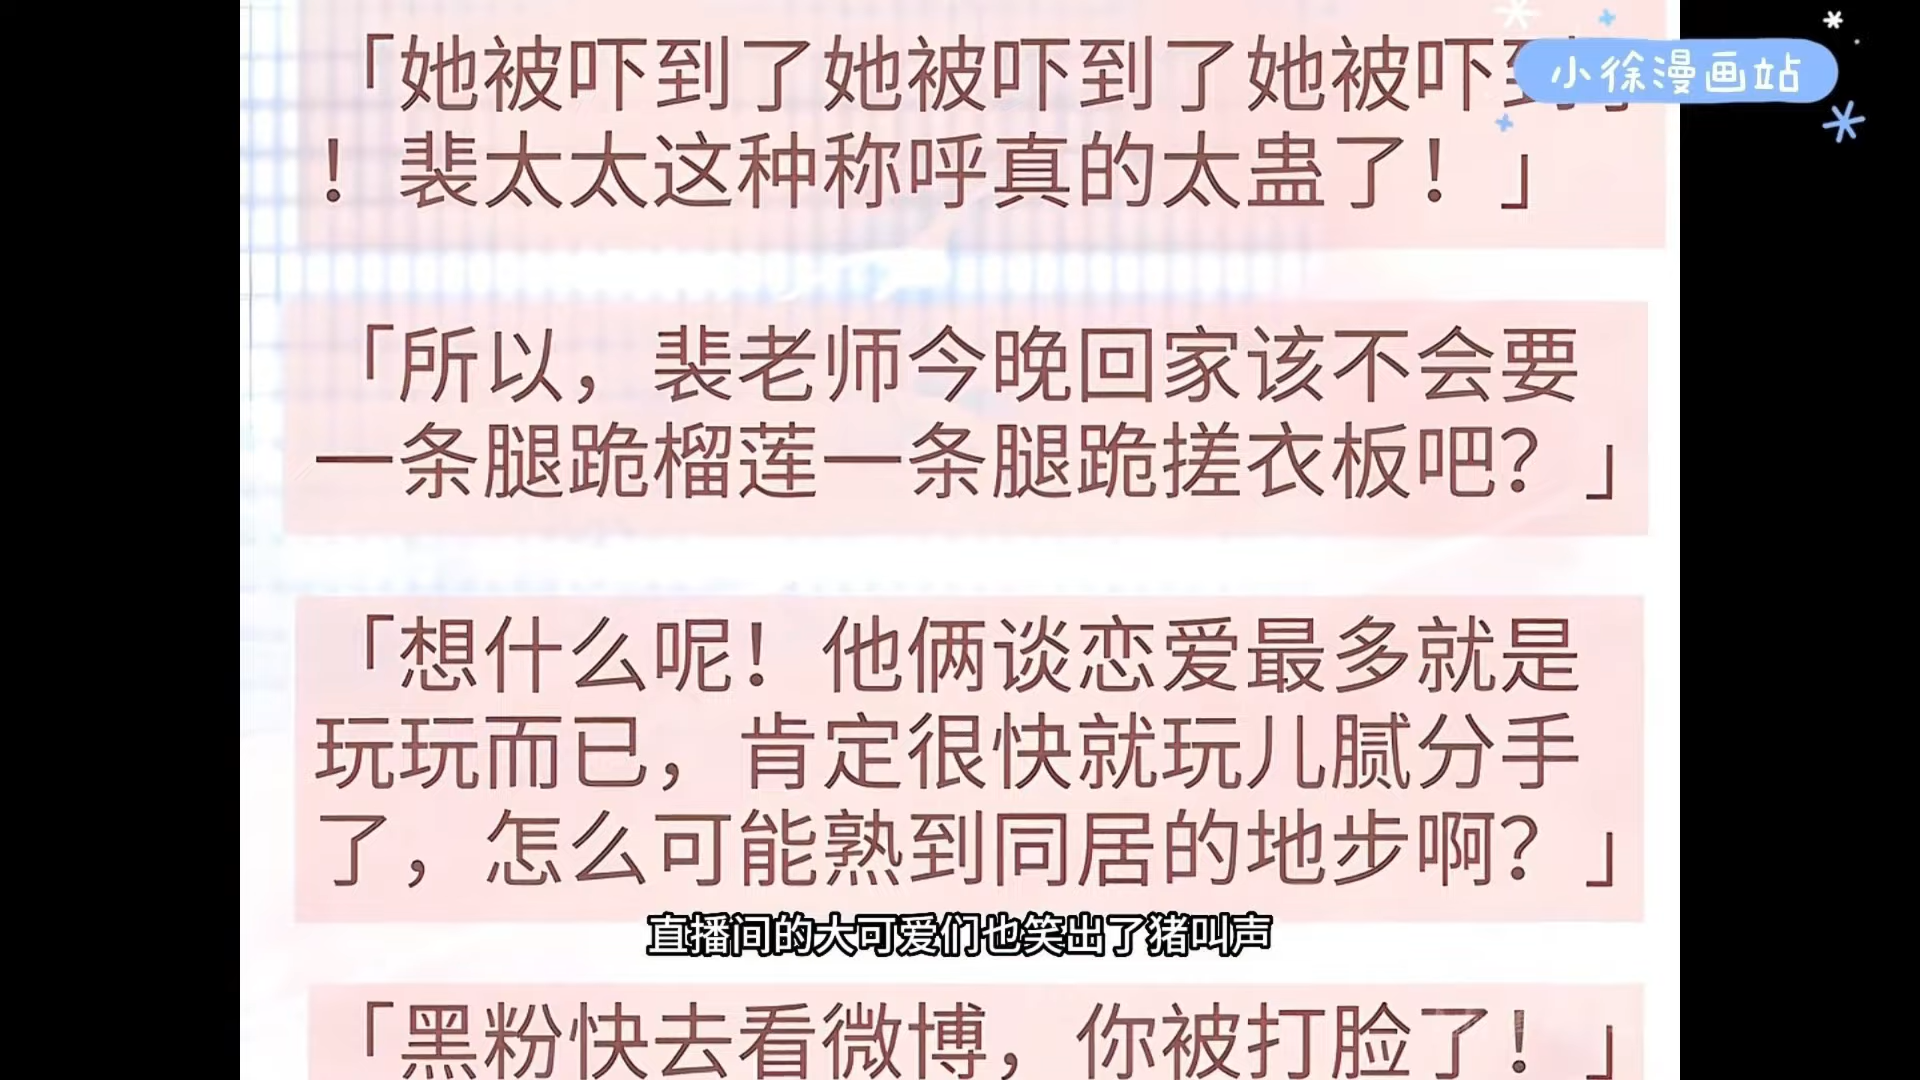 「她被吓到了她被吓到了她被吓到了
！裴太太这种称呼真的太蛊了！」
小徐漫画站
「所以，裴老师今晚回家该不会要
一条腿跪榴莲一条腿跪搓衣板吧？」
「想什么呢！他俩谈恋爱最多就是
玩玩而已，肯定很快就玩儿腻分手
了，怎么可能熟到同居的地步啊？」
直播间的大可爱们也笑出了猪叫声
「黑粉快去看微博，你被打脸了！」